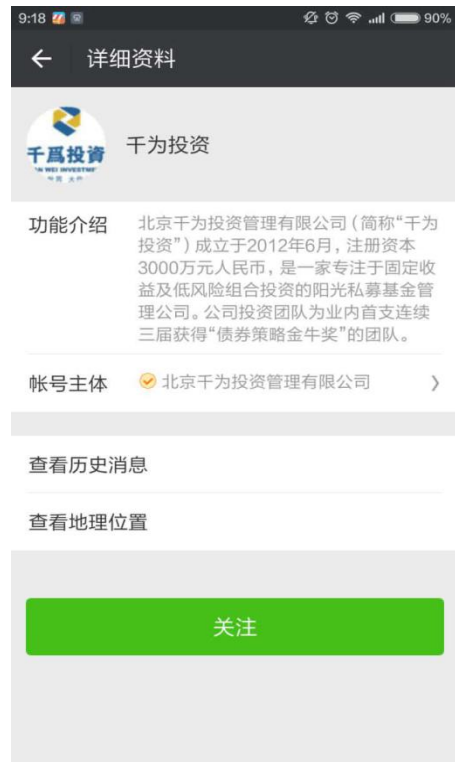 9:18 90%
详细资料
千爲投資
千为投资
功能介绍 北京千为投资管理有限公司(简称“千为
投资”)成立于2012年6月,注册资本
3000万元人民币,是一家专注于固定收
益及低风险组合投资的阳光私募基金管
理公司。公司投资团队为业内首支连续
三届获得“债券策略金牛奖”的团队。
帐号主体 北京千为投资管理有限公司
查看历史消息
查看地理位置
关注